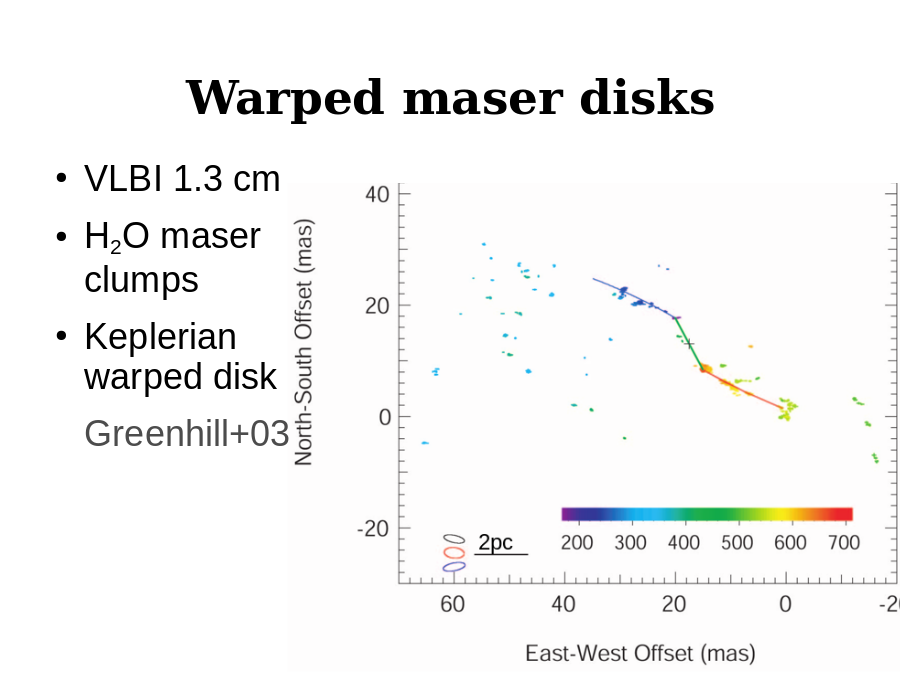 Warped maser disks
• VLBI 1.3 cm
• H₂O maser
clumps
• Keplerian
warped disk
Greenhill+03
North-South Offset (mas)
40
20
0
-20
2pc
200 300 400 500 600 700
60 40 20 0 -20
East-West Offset (mas)